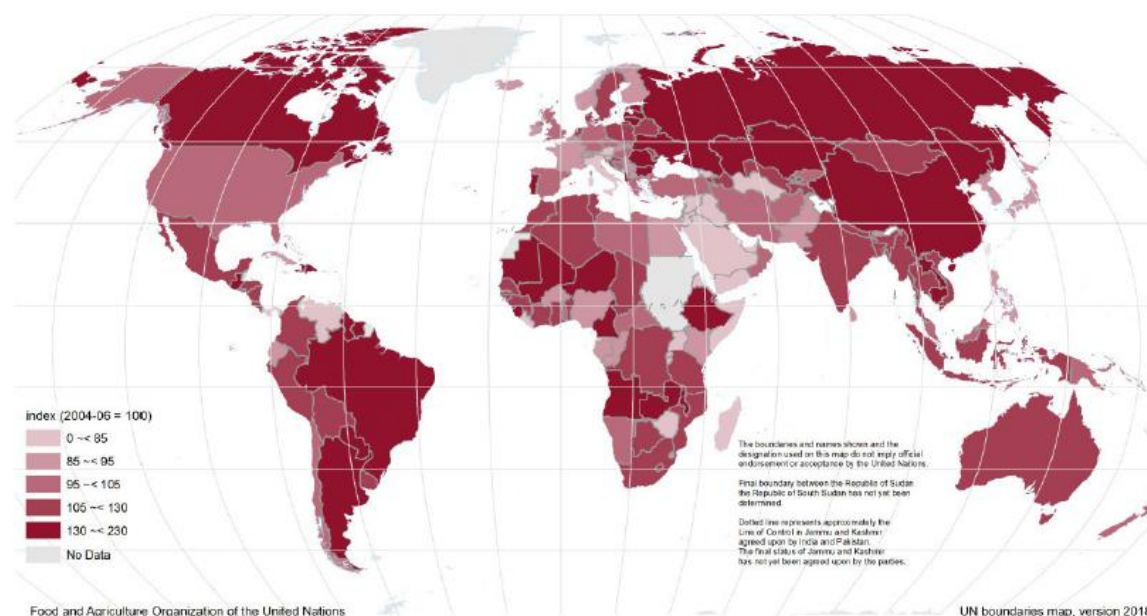 index (2004-06 = 100)
0 ~< 85
85 ~< 95
95 ~< 105
105 ~< 130
130 ~< 230
No Data
The boundaries and names shown and the
designation used on this map do not imply official
endorsement or acceptance by the United Nations.
Final boundary between the Republic of Sudan
the Republic of South Sudan has not yet been
determined.
Dotted line represents approximately the
Line of Control in Jammu and Kashmir
agreed upon by India and Pakistan.
The final status of Jammu and Kashmir
has not yet been agreed upon by the parties.
Food and Agriculture Organization of the United Nations
UN boundaries map, version 2018